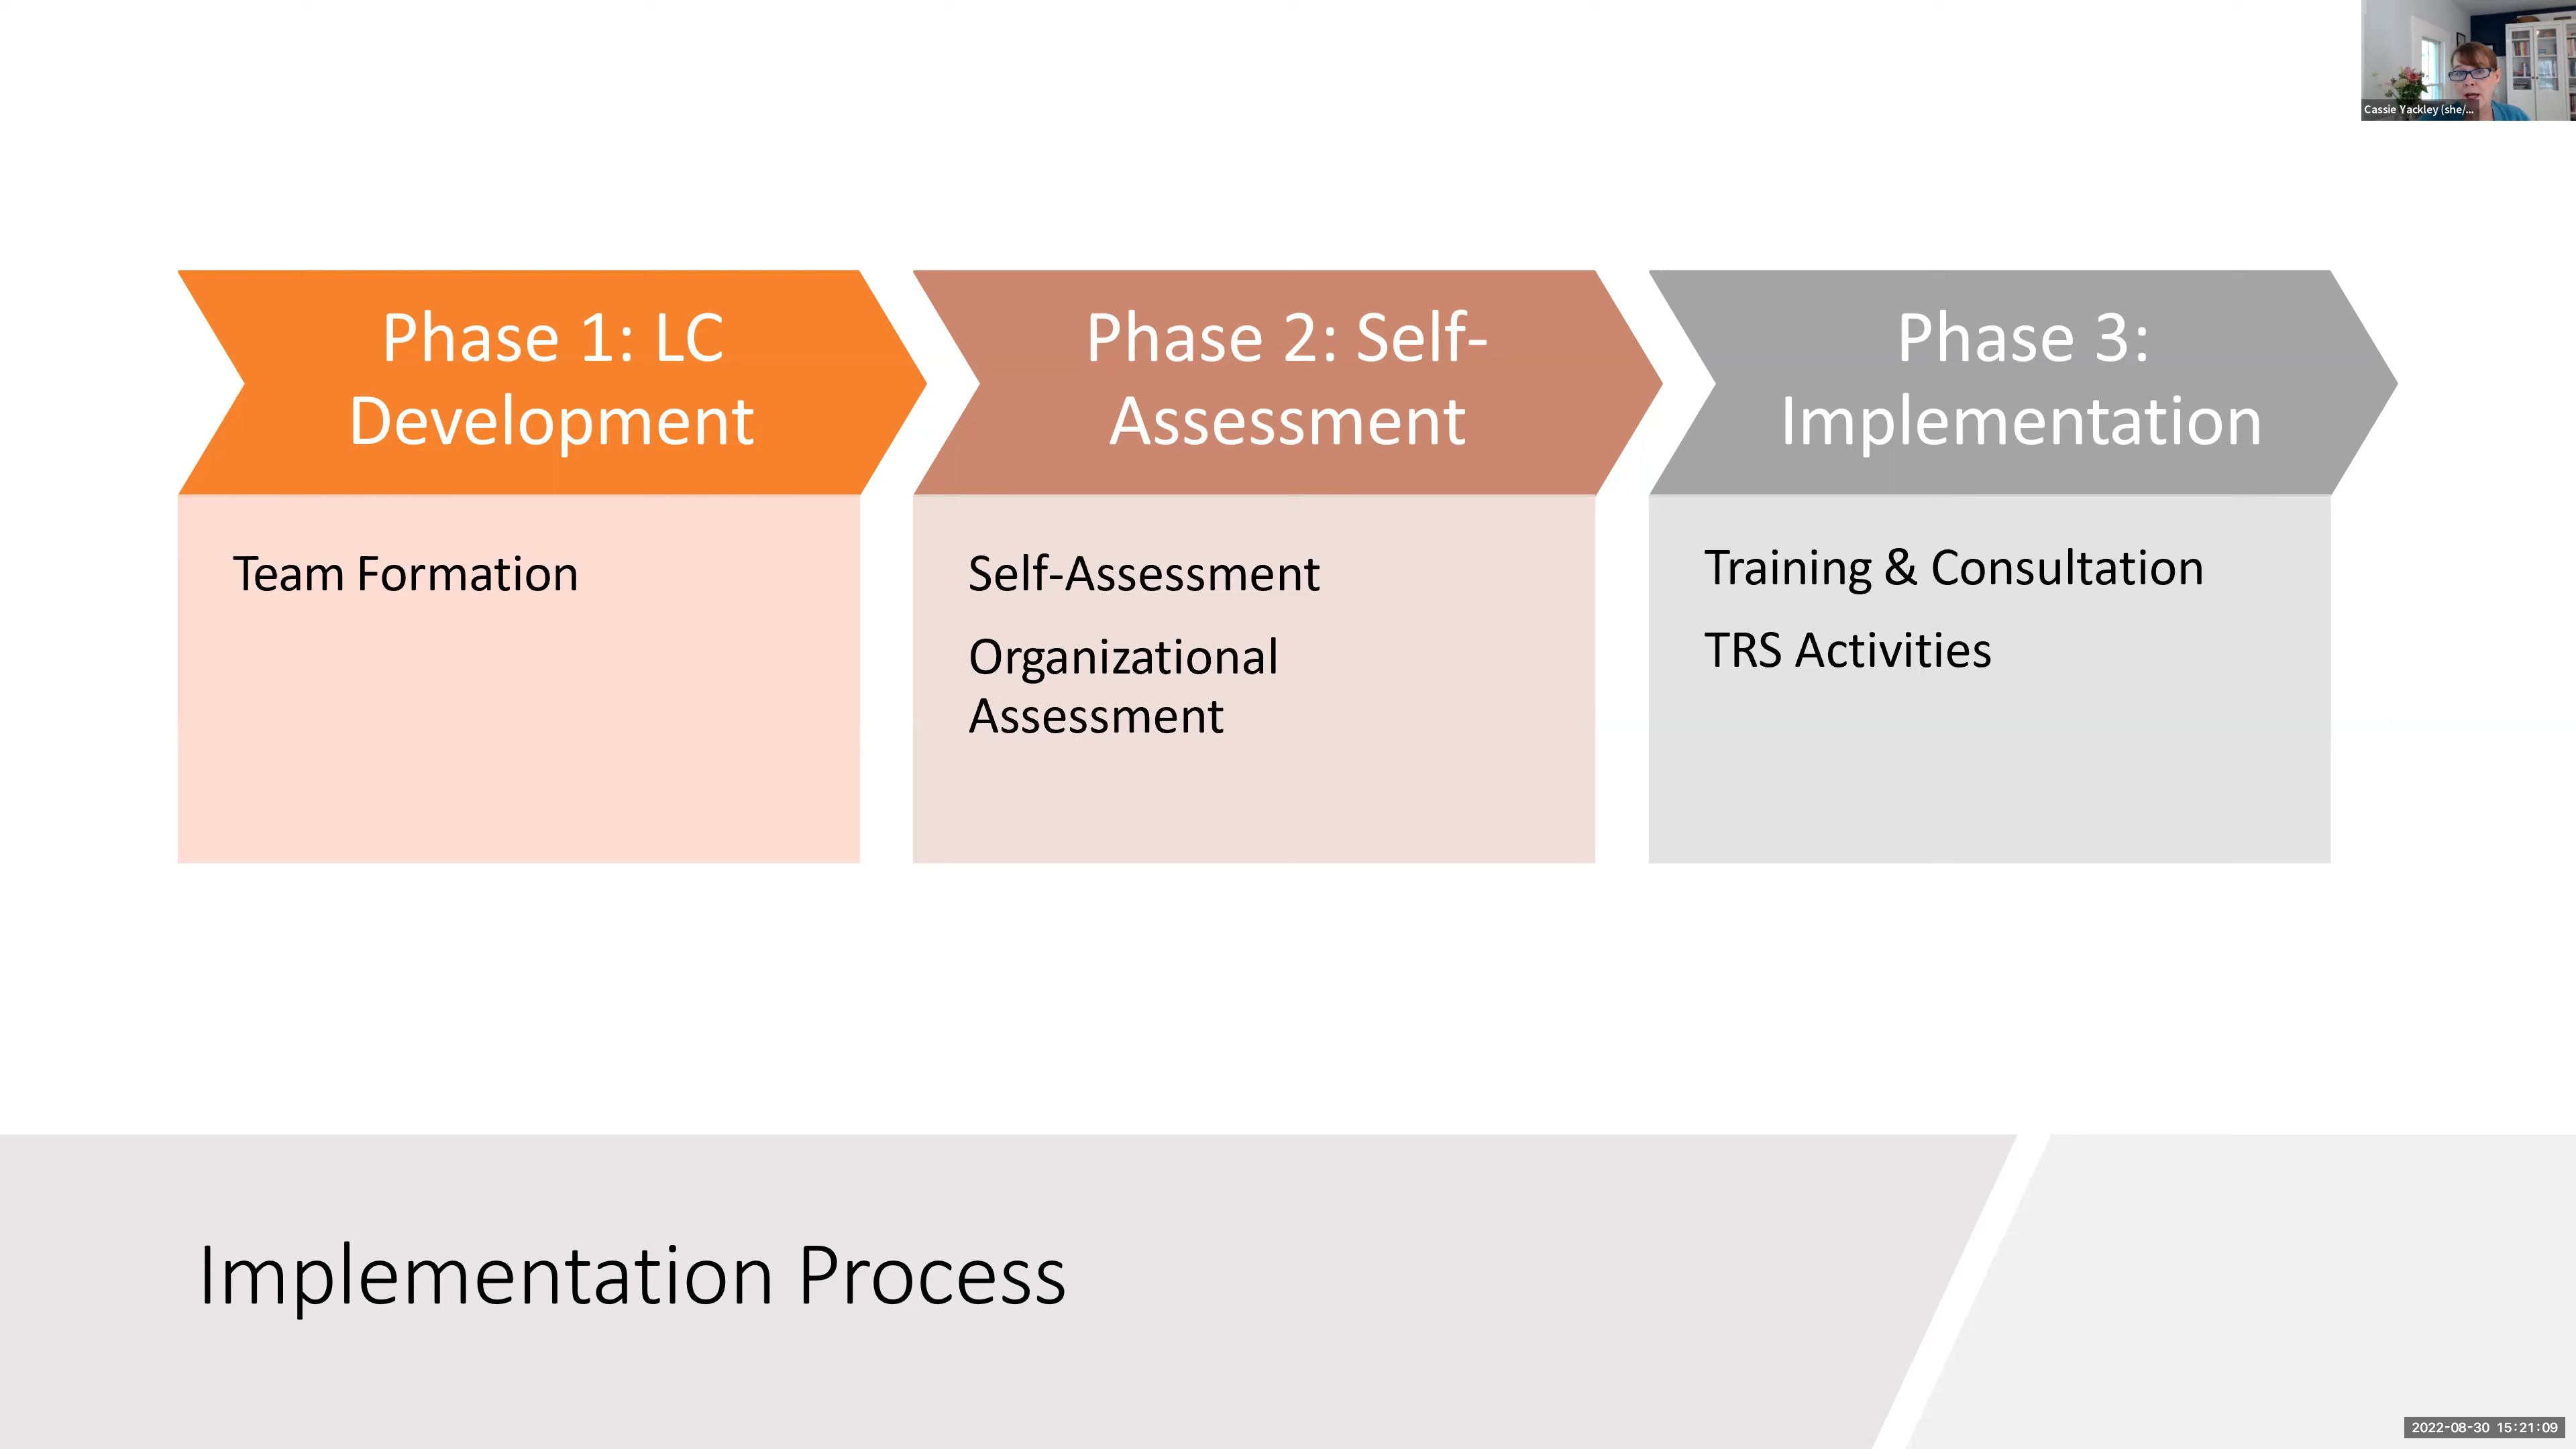 Cassie Yackley (she/...
Phase 1: LC
Development
Team Formation
Phase 2: Self-
Assessment
Self-Assessment
Organizational
Assessment
Phase 3:
Implementation
Training & Consultation
TRS Activities
Implementation Process
2022-08-30 15:21:09